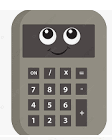 ON / X =
7 8 9 -
4 5 6
1 2 3 +